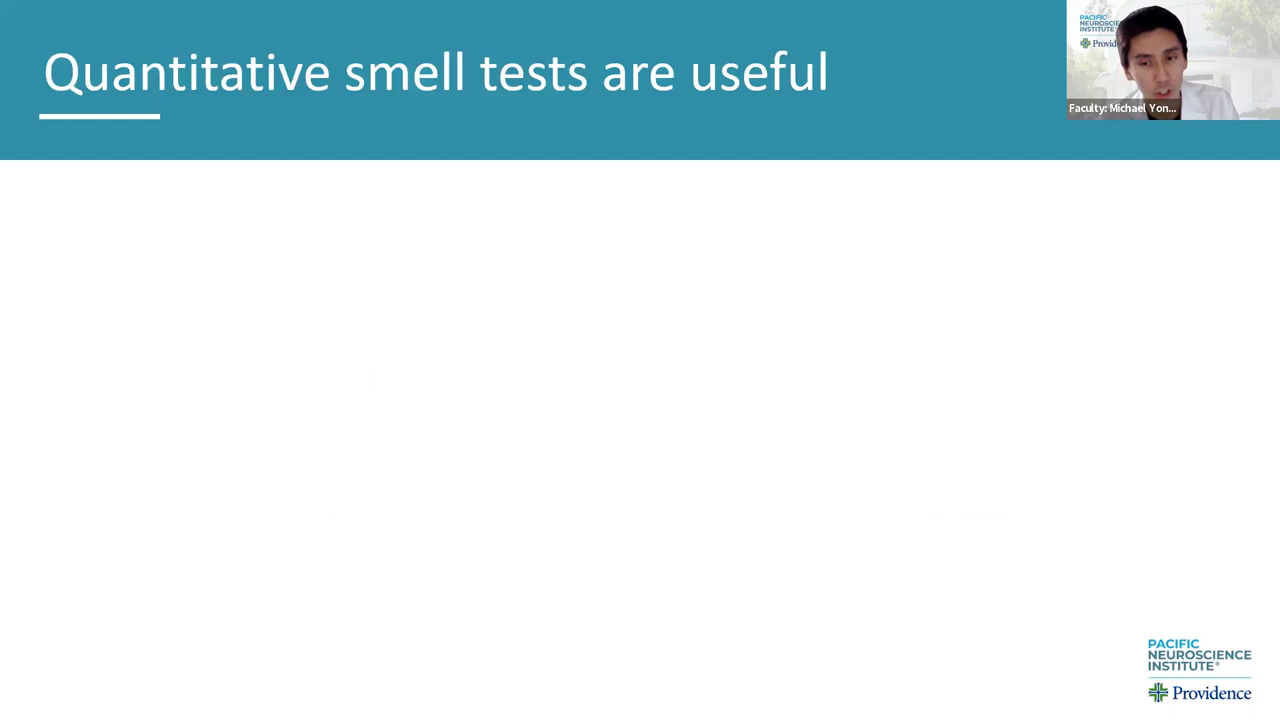 Quantitative smell tests are useful
PACIFIC
NEUROSCIENCE
INSTITUTE®
Providence
Faculty: Michael Yon...
PACIFIC
NEUROSCIENCE
INSTITUTE®
Providence